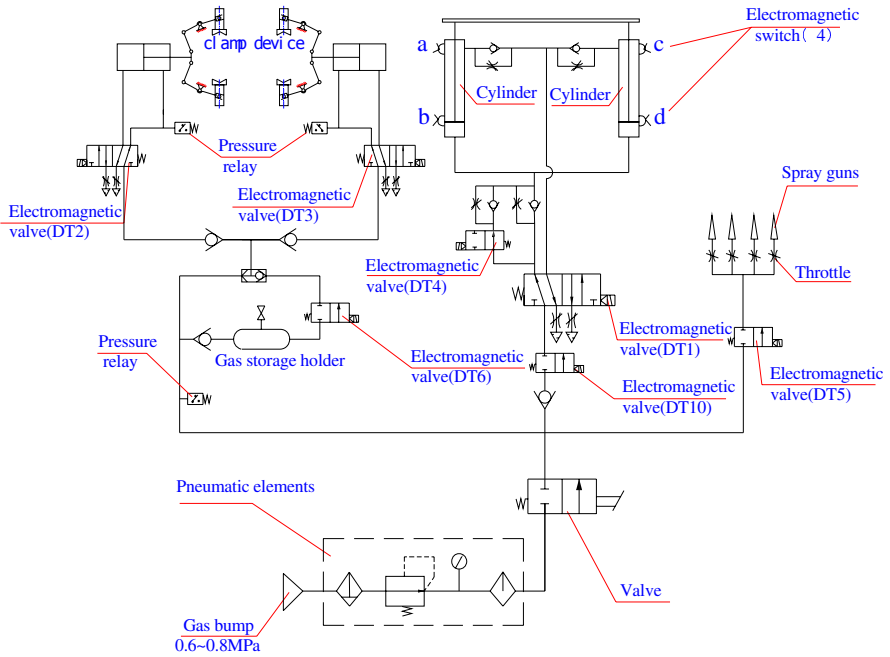 clamp device
a
b
c
d
Electromagnetic
switch( 4)
Cylinder
Cylinder
Pressure
relay
Electromagnetic
valve(DT3)
Electromagnetic
valve(DT2)
Spray guns
Throttle
Electromagnetic
valve(DT4)
Electromagnetic
valve(DT1)
Pressure
relay
Gas storage holder
Electromagnetic
valve(DT6)
Electromagnetic
valve(DT10)
Electromagnetic
valve(DT5)
Pneumatic elements
Valve
Gas bump
0.6~0.8MPa